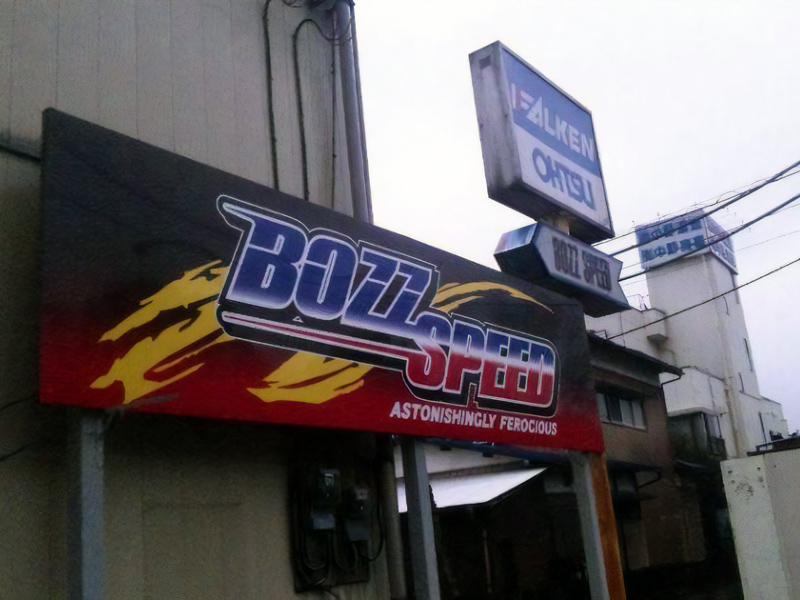 BOZZ
SPEED
ASTONISHINGLY FEROCIOUS
FALKEN
OHTSU
BOZZ SPEED